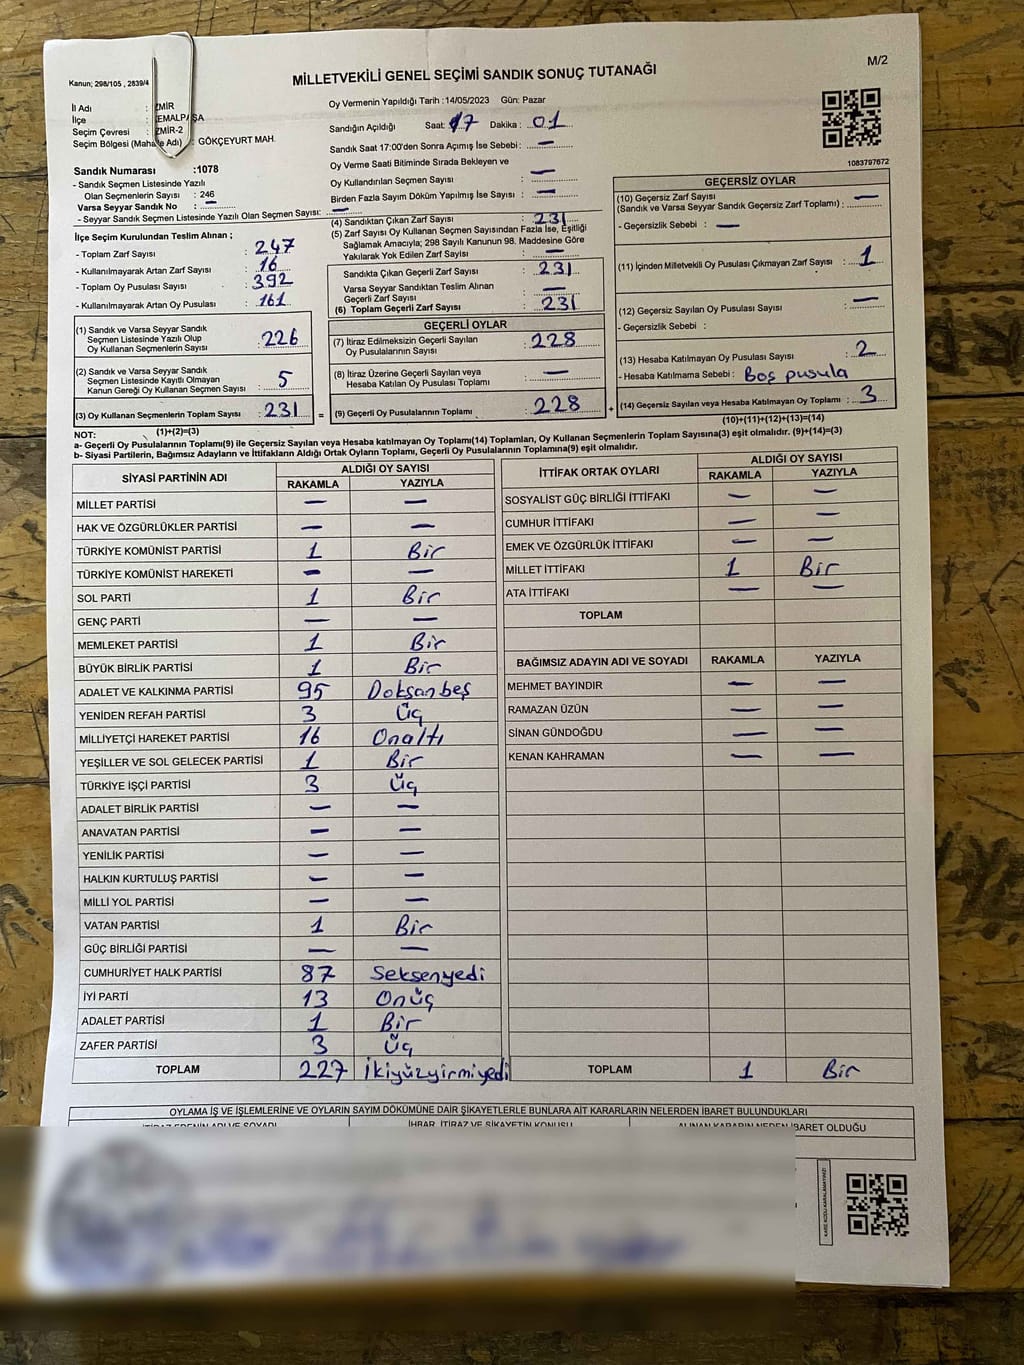 M/2
Kanun; 298/105 , 2839/4
MİLLETVEKİLİ GENEL SEÇİMİ SANDIK SONUÇ TUTANAĞI
İl Adı : ZMİR
İlçe : EMALPAŞA
Seçim Çevresi : ZMİR-2
Seçim Bölgesi (Mahalle Adı) : GÖKÇEYURT MAH.
Oy Vermenin Yapıldığı Tarih :14/05/2023 Gün: Pazar
Sandığın Açıldığı Saat: 17 Dakika : 01
Sandık Saat 17:00'den Sonra Açımış İse Sebebi : —
Oy Verme Saati Bitiminde Sırada Bekleyen ve
Oy Kullandırılan Seçmen Sayısı : —
Birden Fazla Sayım Döküm Yapılmış İse Sayısı : —
1083797672
Sandık Numarası :1078
- Sandık Seçmen Listesinde Yazılı
Olan Seçmenlerin Sayısı : 246
Varsa Seyyar Sandık No : —
- Seyyar Sandık Seçmen Listesinde Yazılı Olan Seçmen Sayısı: —
İlçe Seçim Kurulundan Teslim Alınan ;
- Toplam Zarf Sayısı : 247
- Kullanılmayarak Artan Zarf Sayısı : 16
- Toplam Oy Pusulası Sayısı : 392
- Kullanılmayarak Artan Oy Pusulası : 161
(1) Sandık ve Varsa Seyyar Sandık
Seçmen Listesinde Yazılı Olup
Oy Kullanan Seçmenlerin Sayısı : 226
(2) Sandık ve Varsa Seyyar Sandık
Seçmen Listesinde Kayıtlı Olmayan
Kanun Gereği Oy Kullanan Seçmen Sayısı : 5
(3) Oy Kullanan Seçmenlerin Toplam Sayısı : 231 =
(1)+(2)=(3)
(4) Sandıktan Çıkan Zarf Sayısı : 231
(5) Zarf Sayısı Oy Kullanan Seçmen Sayısından Fazla İse, Eşitliği
Sağlamak Amacıyla; 298 Sayılı Kanunun 98. Maddesine Göre
Yakılarak Yok Edilen Zarf Sayısı : —
Sandıkta Çıkan Geçerli Zarf Sayısı : 231
Varsa Seyyar Sandıktan Teslim Alınan
Geçerli Zarf Sayısı : —
(6) Toplam Geçerli Zarf Sayısı : 231
GEÇERLİ OYLAR
(7) İtiraz Edilmeksizin Geçerli Sayılan
Oy Pusulalarının Sayısı : 228
(8) İtiraz Üzerine Geçerli Sayılan veya
Hesaba Katılan Oy Pusulası Toplamı : —
(9) Geçerli Oy Pusulalarının Toplamı : 228 +
GEÇERSİZ OYLAR
(10) Geçersiz Zarf Sayısı
(Sandık ve Varsa Seyyar Sandık Geçersiz Zarf Toplamı) : —
- Geçersizlik Sebebi : —
(11) İçinden Milletvekili Oy Pusulası Çıkmayan Zarf Sayısı : 1
(12) Geçersiz Sayılan Oy Pusulası Sayısı : —
- Geçersizlik Sebebi :
(13) Hesaba Katılmayan Oy Pusulası Sayısı : 2
- Hesaba Katılmama Sebebi : Boş pusula
(14) Geçersiz Sayılan veya Hesaba Katılmayan Oy Toplamı : 3
(10)+(11)+(12)+(13)=(14)
NOT:
a- Geçerli Oy Pusulalarının Toplamı(9) ile Geçersiz Sayılan veya Hesaba katılmayan Oy Toplamı(14) Toplamları, Oy Kullanan Seçmenlerin Toplam Sayısına(3) eşit olmalıdır. (9)+(14)=(3)
b- Siyasi Partilerin, Bağımsız Adayların ve İttifakların Aldığı Ortak Oyların Toplamı, Geçerli Oy Pusulalarının Toplamına(9) eşit olmalıdır.
SİYASİ PARTİNİN ADI ALDIĞI OY SAYISI
RAKAMLA YAZIYLA
MİLLET PARTİSİ — —
HAK VE ÖZGÜRLÜKLER PARTİSİ — —
TÜRKİYE KOMÜNİST PARTİSİ 1 Bir
TÜRKİYE KOMÜNİST HAREKETİ — —
SOL PARTİ 1 Bir
GENÇ PARTİ — —
MEMLEKET PARTİSİ 1 Bir
BÜYÜK BİRLİK PARTİSİ 1 Bir
ADALET VE KALKINMA PARTİSİ 95 Doksanbeş
YENİDEN REFAH PARTİSİ 3 Üç
MİLLİYETÇİ HAREKET PARTİSİ 16 Onaltı
YEŞİLLER VE SOL GELECEK PARTİSİ 1 Bir
TÜRKİYE İŞÇİ PARTİSİ 3 Üç
ADALET BİRLİK PARTİSİ — —
ANAVATAN PARTİSİ — —
YENİLİK PARTİSİ — —
HALKIN KURTULUŞ PARTİSİ — —
MİLLİ YOL PARTİSİ — —
VATAN PARTİSİ 1 Bir
GÜÇ BİRLİĞİ PARTİSİ — —
CUMHURİYET HALK PARTİSİ 87 Seksenyedi
İYİ PARTİ 13 Onüç
ADALET PARTİSİ 1 Bir
ZAFER PARTİSİ 3 Üç
TOPLAM 227 İkiyüzyirmiyedi
İTTİFAK ORTAK OYLARI ALDIĞI OY SAYISI
RAKAMLA YAZIYLA
SOSYALİST GÜÇ BİRLİĞİ İTTİFAKI — —
CUMHUR İTTİFAKI — —
EMEK VE ÖZGÜRLÜK İTTİFAKI — —
MİLLET İTTİFAKI 1 Bir
ATA İTTİFAKI — —
TOPLAM
BAĞIMSIZ ADAYIN ADI VE SOYADI RAKAMLA YAZIYLA
MEHMET BAYINDIR — —
RAMAZAN ÜZÜN — —
SİNAN GÜNDOĞDU — —
KENAN KAHRAMAN — —
TOPLAM 1 Bir
OYLAMA İŞ VE İŞLEMLERİNE VE OYLARIN SAYIM DÖKÜMÜNE DAİR ŞİKAYETLERLE BUNLARA AİT KARARLARIN NELERDEN İBARET BULUNDUKLARI
İTİRAZ EDENİN ADI VE SOYADI İHBAR, İTİRAZ VE ŞİKAYETİN KONUSU ALINAN KARARIN NEDEN İBARET OLDUĞU
KARE KODU KARALAMAYINIZ!